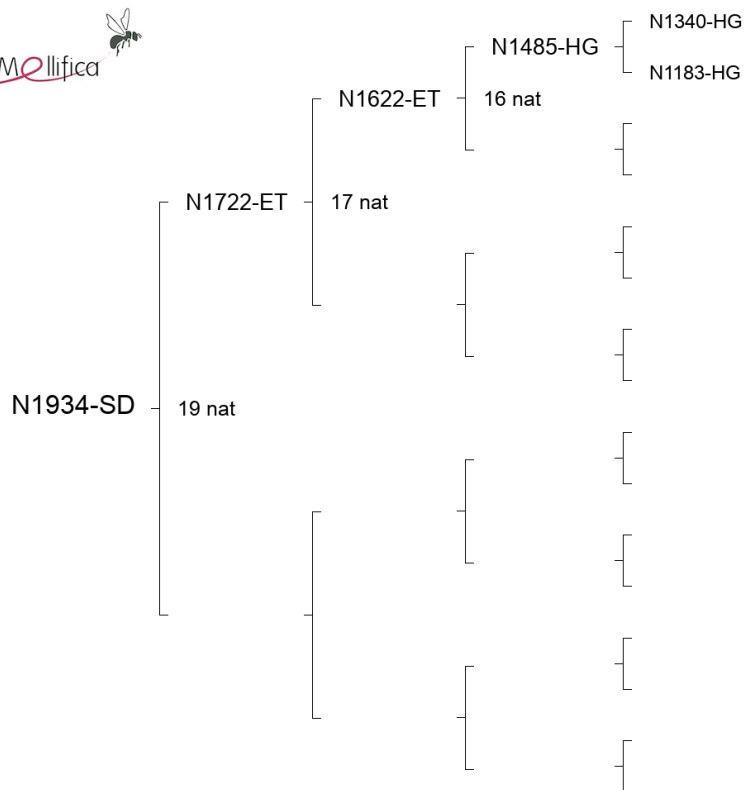 Mellifica
N1340-HG
N1485-HG
N1183-HG
N1622-ET
16 nat
N1722-ET
17 nat
N1934-SD
19 nat